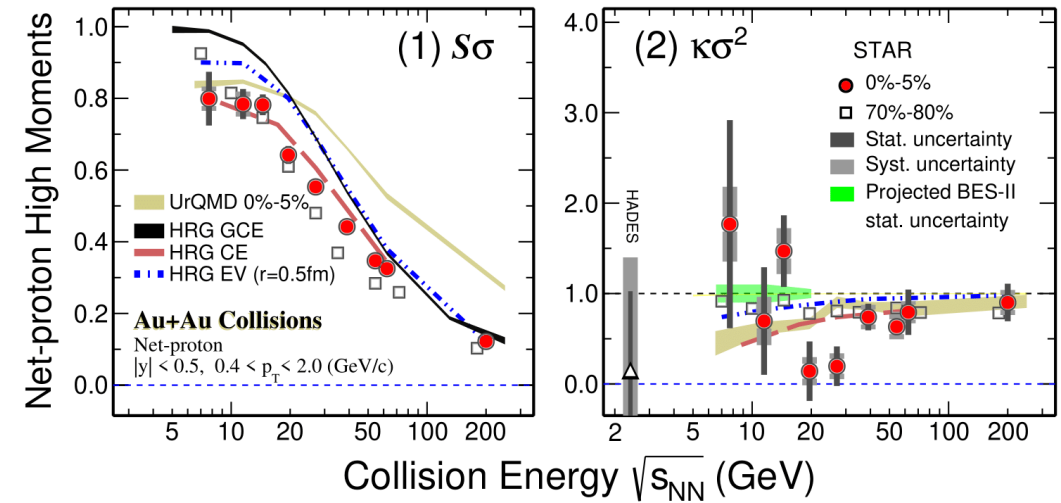 Net-proton High Moments
1.0
0.8
0.6
0.4
0.2
0.0
(1) Sσ
UrQMD 0%-5%
HRG GCE
HRG CE
HRG EV (r=0.5fm)
Au+Au Collisions
Net-proton
|y| < 0.5, 0.4 < p_T < 2.0 (GeV/c)
5 10 20 50 100 200
(2) κσ²
4.0
3.0
2.0
1.0
0.0
STAR
0%-5%
70%-80%
Stat. uncertainty
Syst. uncertainty
Projected BES-II
stat. uncertainty
HADES
2 5 10 20 50 100 200
Collision Energy √s_NN (GeV)